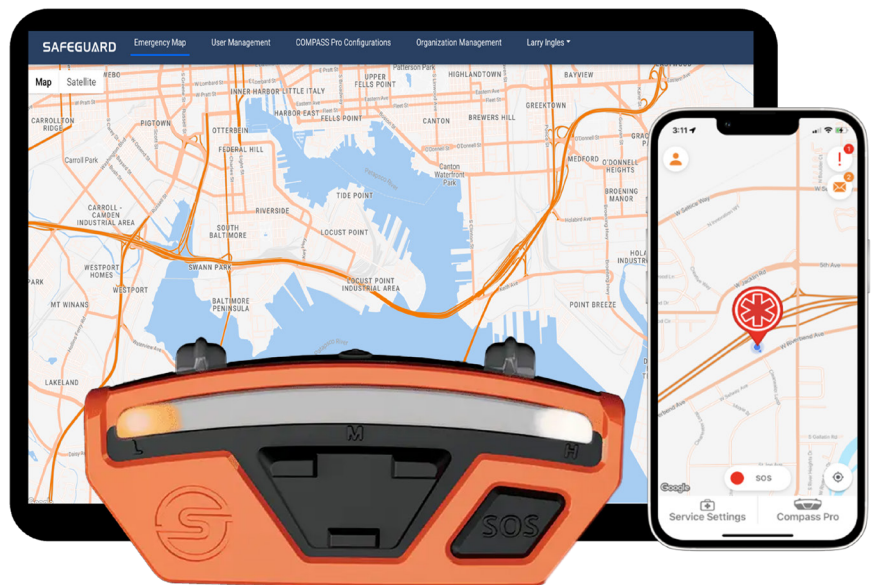 SAFEGUARD
Emergency Map
User Management
COMPASS Pro Configurations
Organization Management
Larry Ingles
Map
Satellite
Patterson Park
UPPER
FELLS POINT
HIGHLANDTOWN
BAYVIEW
INNER HARBOR
LITTLE ITALY
CARROLLTON
RIDGE
PIGTOWN
HARBOR EAST
FELLS POINT
CANTON
BREWERS HILL
GREEKTOWN
OTTERBEIN
FEDERAL HILL
Carroll Park
Canton
Waterfront
Park
MEDFORD
O'DONNELL
HEIGHTS
BROENING
MANOR
TIDE POINT
CARROLL -
CAMDEN
INDUSTRIAL AREA
RIVERSIDE
SOUTH
BALTIMORE
LOCUST POINT
WESTPORT
HOMES
SWANN PARK
WESTPORT
LOCUST POINT
INDUSTRIAL AREA
MT WINANS
BALTIMORE
PENINSULA
POINT BREEZE
LAKELAND
L
M
H
S
SOS
3:11
1
2
5th Ave
SOS
Google
Service Settings
Compass Pro